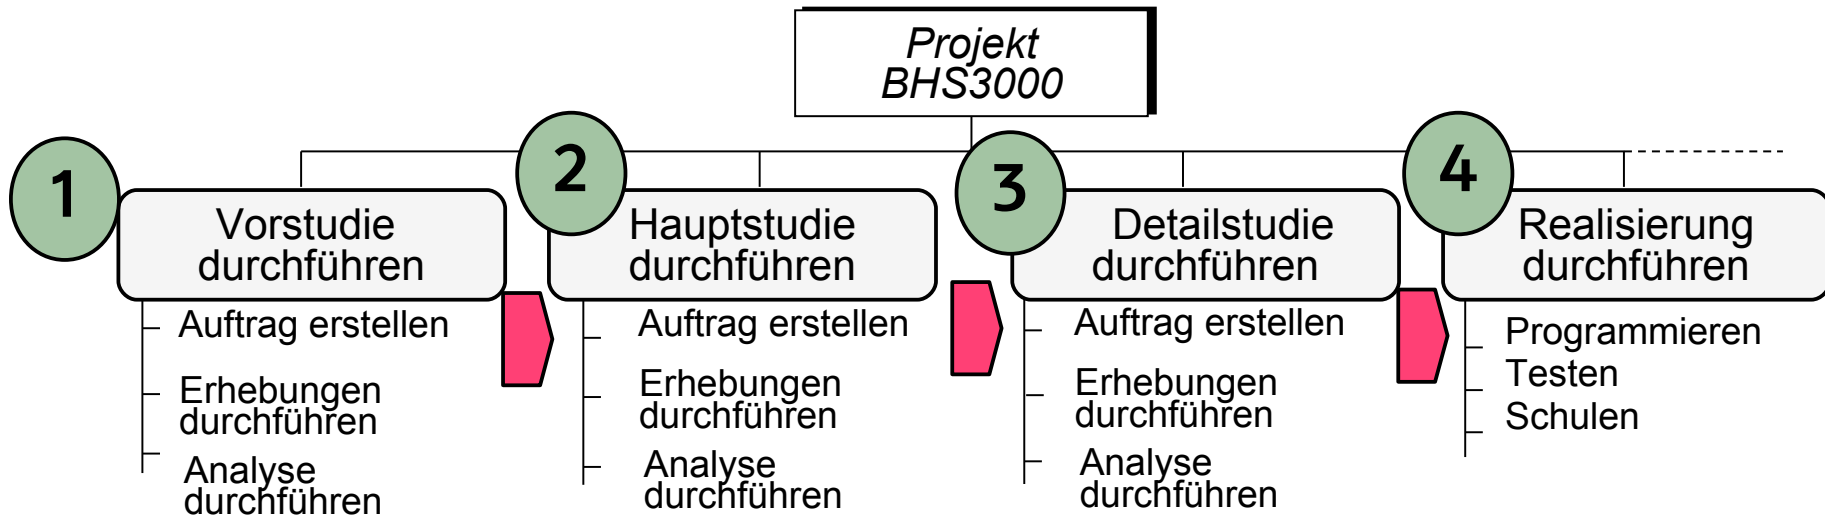 Projekt
BHS3000
1
2
3
4
Vorstudie
durchführen
Auftrag erstellen
Erhebungen
durchführen
Analyse
durchführen
Hauptstudie
durchführen
Auftrag erstellen
Erhebungen
durchführen
Analyse
durchführen
Detailstudie
durchführen
Auftrag erstellen
Erhebungen
durchführen
Analyse
durchführen
Realisierung
durchführen
Programmieren
Testen
Schulen